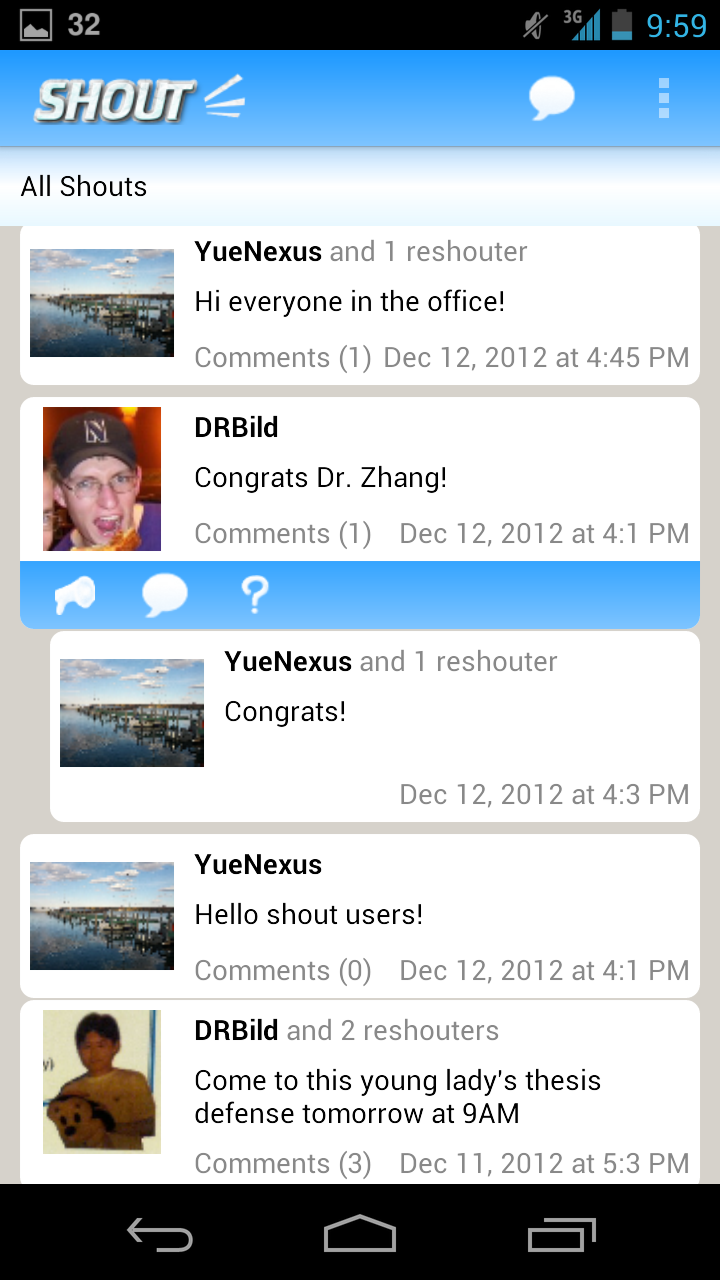 32 3G 9:59
SHOUT
All Shouts
YueNexus and 1 reshouter
Hi everyone in the office!
Comments (1) Dec 12, 2012 at 4:45 PM
DRBild
Congrats Dr. Zhang!
Comments (1) Dec 12, 2012 at 4:1 PM
?
YueNexus and 1 reshouter
Congrats!
Dec 12, 2012 at 4:3 PM
YueNexus
Hello shout users!
Comments (0) Dec 12, 2012 at 4:1 PM
DRBild and 2 reshouters
Come to this young lady's thesis
defense tomorrow at 9AM
Comments (3) Dec 11, 2012 at 5:3 PM